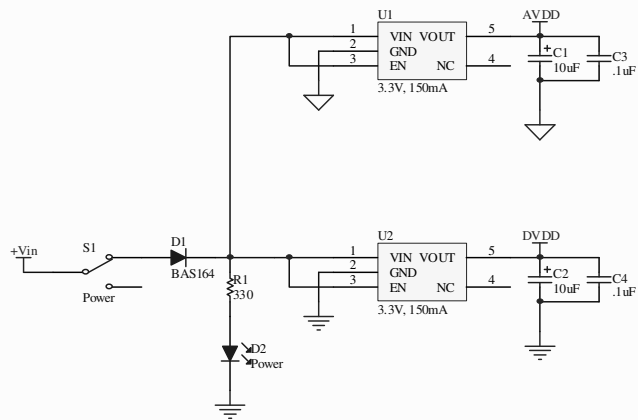 U1
1 VIN VOUT 5
2 GND
3 EN NC 4
3.3V, 150mA
AVDD
C1
10uF
C3
.1uF
+Vin
S1
Power
D1
BAS164
R1
330
D2
Power
U2
1 VIN VOUT 5
2 GND
3 EN NC 4
3.3V, 150mA
DVDD
C2
10uF
C4
.1uF